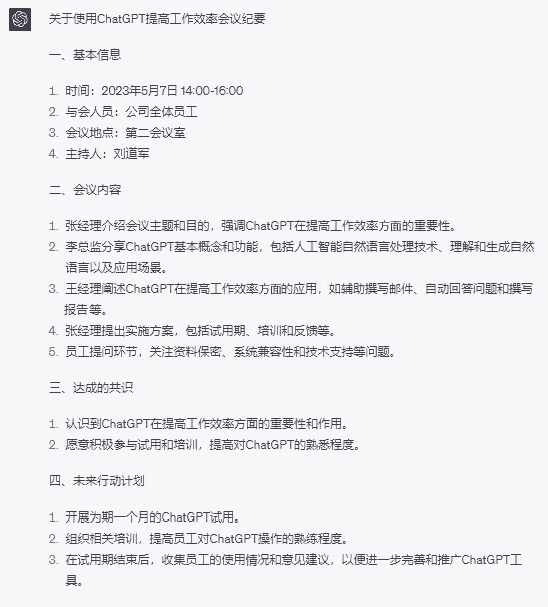 关于使用ChatGPT提高工作效率会议纪要
一、基本信息
1. 时间：2023年5月7日 14:00-16:00
2. 与会人员：公司全体员工
3. 会议地点：第二会议室
4. 主持人：刘道军
二、会议内容
1. 张经理介绍会议主题和目的，强调ChatGPT在提高工作效率方面的重要性。
2. 李总监分享ChatGPT基本概念和功能，包括人工智能自然语言处理技术、理解和生成自然
语言以及应用场景。
3. 王经理阐述ChatGPT在提高工作效率方面的应用，如辅助撰写邮件、自动回答问题和撰写
报告等。
4. 张经理提出实施方案，包括试用期、培训和反馈等。
5. 员工提问环节，关注资料保密、系统兼容性和技术支持等问题。
三、达成的共识
1. 认识到ChatGPT在提高工作效率方面的重要性和作用。
2. 愿意积极参与试用和培训，提高对ChatGPT的熟悉程度。
四、未来行动计划
1. 开展为期一个月的ChatGPT试用。
2. 组织相关培训，提高员工对ChatGPT操作的熟练程度。
3. 在试用期结束后，收集员工的使用情况和意见建议，以便进一步完善和推广ChatGPT工
具。